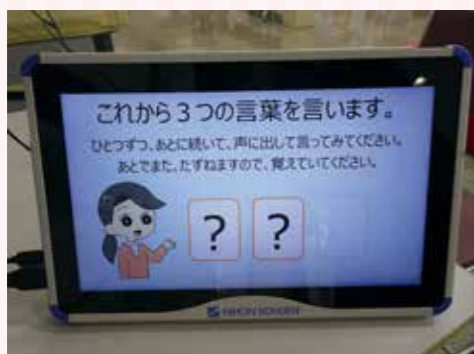 これから3つの言葉を言います。
ひとつずつ、あとに続いて、声に出して言ってみてください。
あとでまた、たずねますので、覚えていてください。
? ?
NIHON KOHDEN